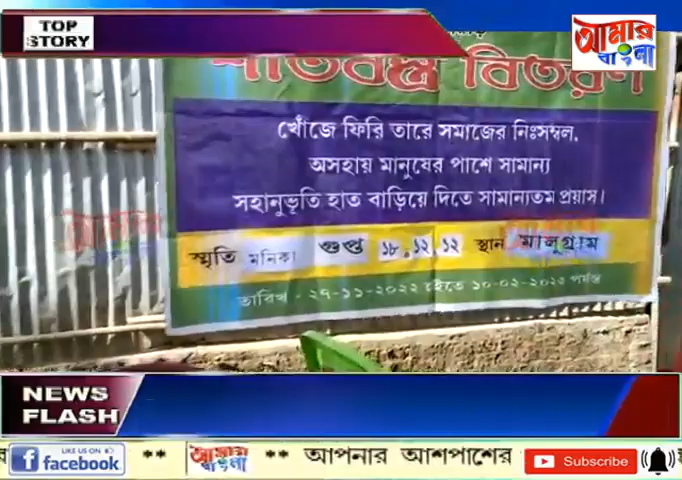 TOP
STORY
আমার
বাংলা
শীতবস্ত্র বিতরণ
খোঁজে ফিরি তারে সমাজের নিঃসম্বল,
অসহায় মানুষের পাশে সামান্য
সহানুভূতি হাত বাড়িয়ে দিতে সামান্যতম প্রয়াস।
স্মৃতি মনিকা গুপ্ত ১৮.১২.১২ স্থান মালুগ্রাম
তারিখ - ২৭-১১-২০২২ হইতে ১০-০২-২০২৩ পর্যন্ত
NEWS
FLASH
LIKE US ON
facebook
** আমার বাংলা ** আপনার আশপাশের
Subscribe